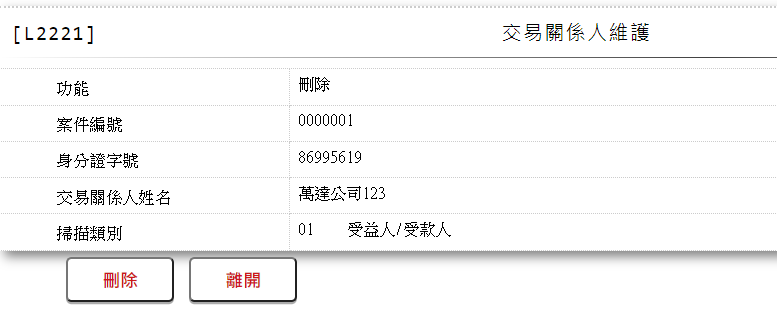 [L2221] 交易關係人維護
功能 刪除
案件編號 0000001
身分證字號 86995619
交易關係人姓名 萬達公司123
掃描類別 01 受益人/受款人
刪除 離開